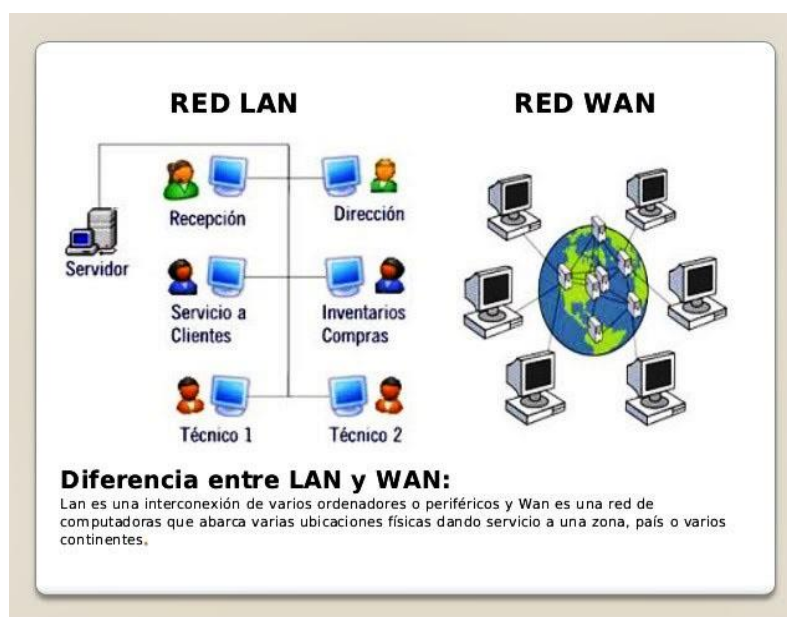 RED LAN
RED WAN
Recepción
Dirección
Servidor
Servicio a
Clientes
Inventarios
Compras
Técnico 1
Técnico 2
Diferencia entre LAN y WAN:
Lan es una interconexión de varios ordenadores o periféricos y Wan es una red de
computadoras que abarca varias ubicaciones físicas dando servicio a una zona, país o varios
continentes.